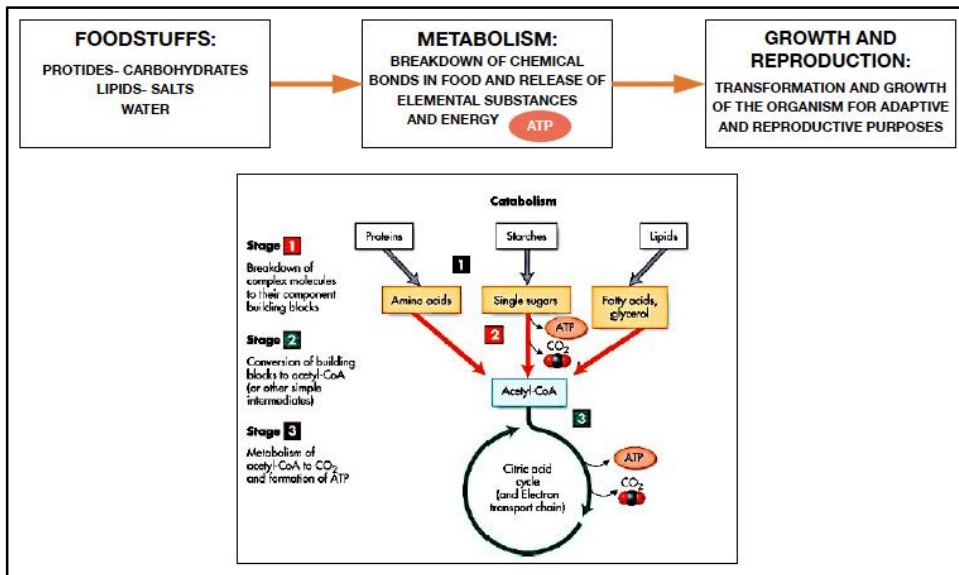 FOODSTUFFS:
PROTIDES- CARBOHYDRATES
LIPIDS- SALTS
WATER
METABOLISM:
BREAKDOWN OF CHEMICAL
BONDS IN FOOD AND RELEASE OF
ELEMENTAL SUBSTANCES
AND ENERGY
ATP
GROWTH AND
REPRODUCTION:
TRANSFORMATION AND GROWTH
OF THE ORGANISM FOR ADAPTIVE
AND REPRODUCTIVE PURPOSES
Catabolism
Stage 1
Breakdown of
complex molecules
to their component
building blocks
Stage 2
Conversion of building
blocks to acetyl-CoA
(or other simple
intermediates)
Stage 3
Metabolism of
acetyl-CoA to CO₂
and formation of ATP
Proteins
Starches
Lipids
1
Amino acids
Single sugars
Fatty acids,
glycerol
2
ATP
CO₂
Acetyl-CoA
3
Citric acid
cycle
(and Electron
transport chain)
ATP
CO₂